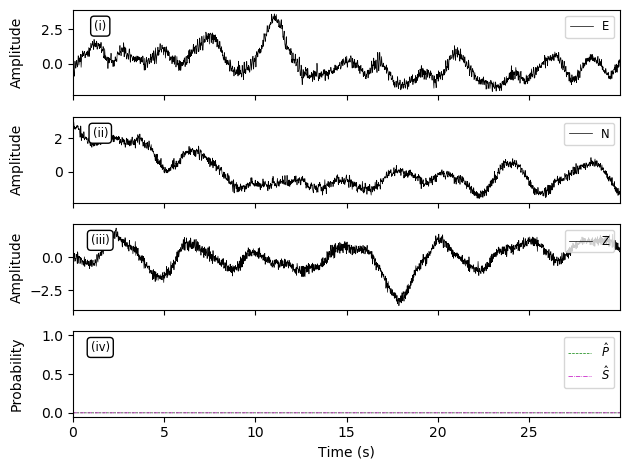 Amplitude
2.5
0.0
(i)
E
Amplitude
2
0
(ii)
N
Amplitude
0.0
−2.5
(iii)
Z
Probability
1.0
0.5
0.0
(iv)
P̂
Ŝ
0 5 10 15 20 25
Time (s)